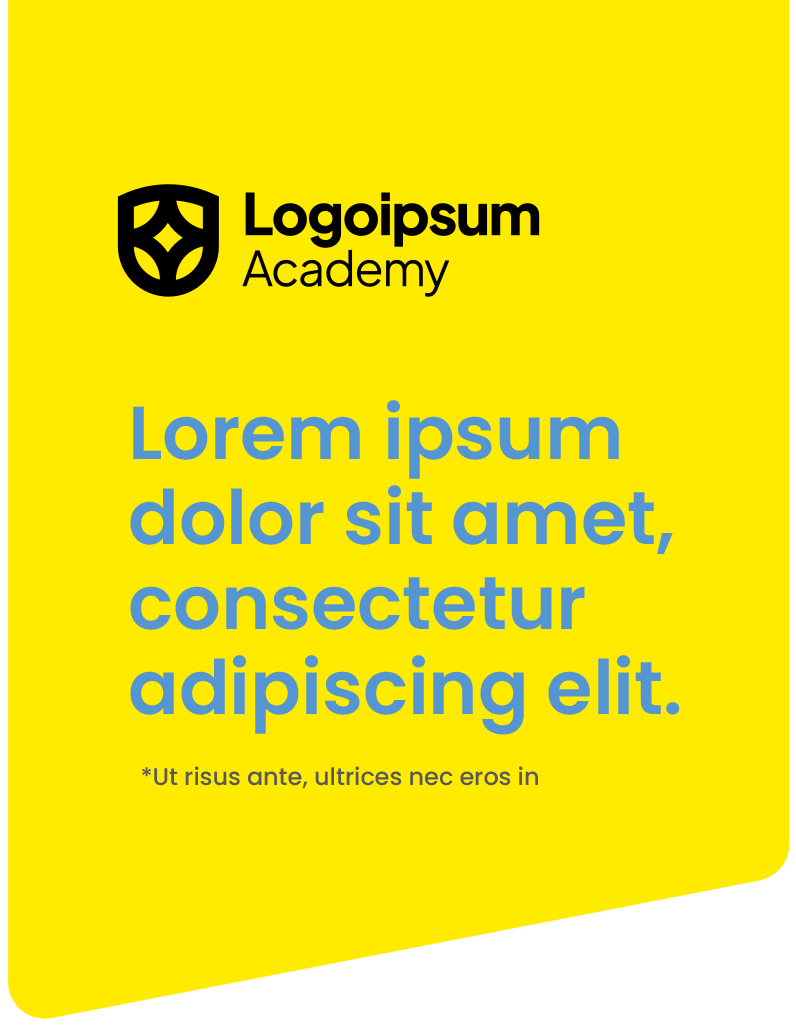 Logoipsum
Academy
Lorem ipsum
dolor sit amet,
consectetur
adipiscing elit.
*Ut risus ante, ultrices nec eros in